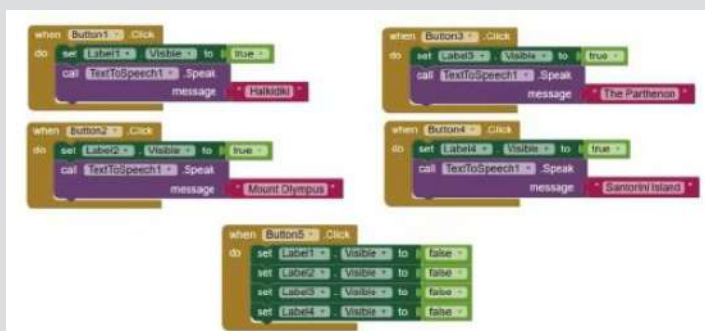 when Button1 .Click
do set Label1 . Visible to true
call TextToSpeech1 .Speak
message " Halkidiki "
when Button3 .Click
do set Label3 . Visible to true
call TextToSpeech1 .Speak
message " The Parthenon "
when button2 .Click
do set Label2 . Visible to true
call TextToSpeech1 .Speak
message " Mount Olympus "
when Button4 .Click
do set Label4 . Visible to true
call TextToSpeech1 .Speak
message " Santorini Island "
when Button5 .Click
do set Label1 . Visible to false
set Label2 . Visible to false
set Label3 . Visible to false
set Label4 . Visible to false